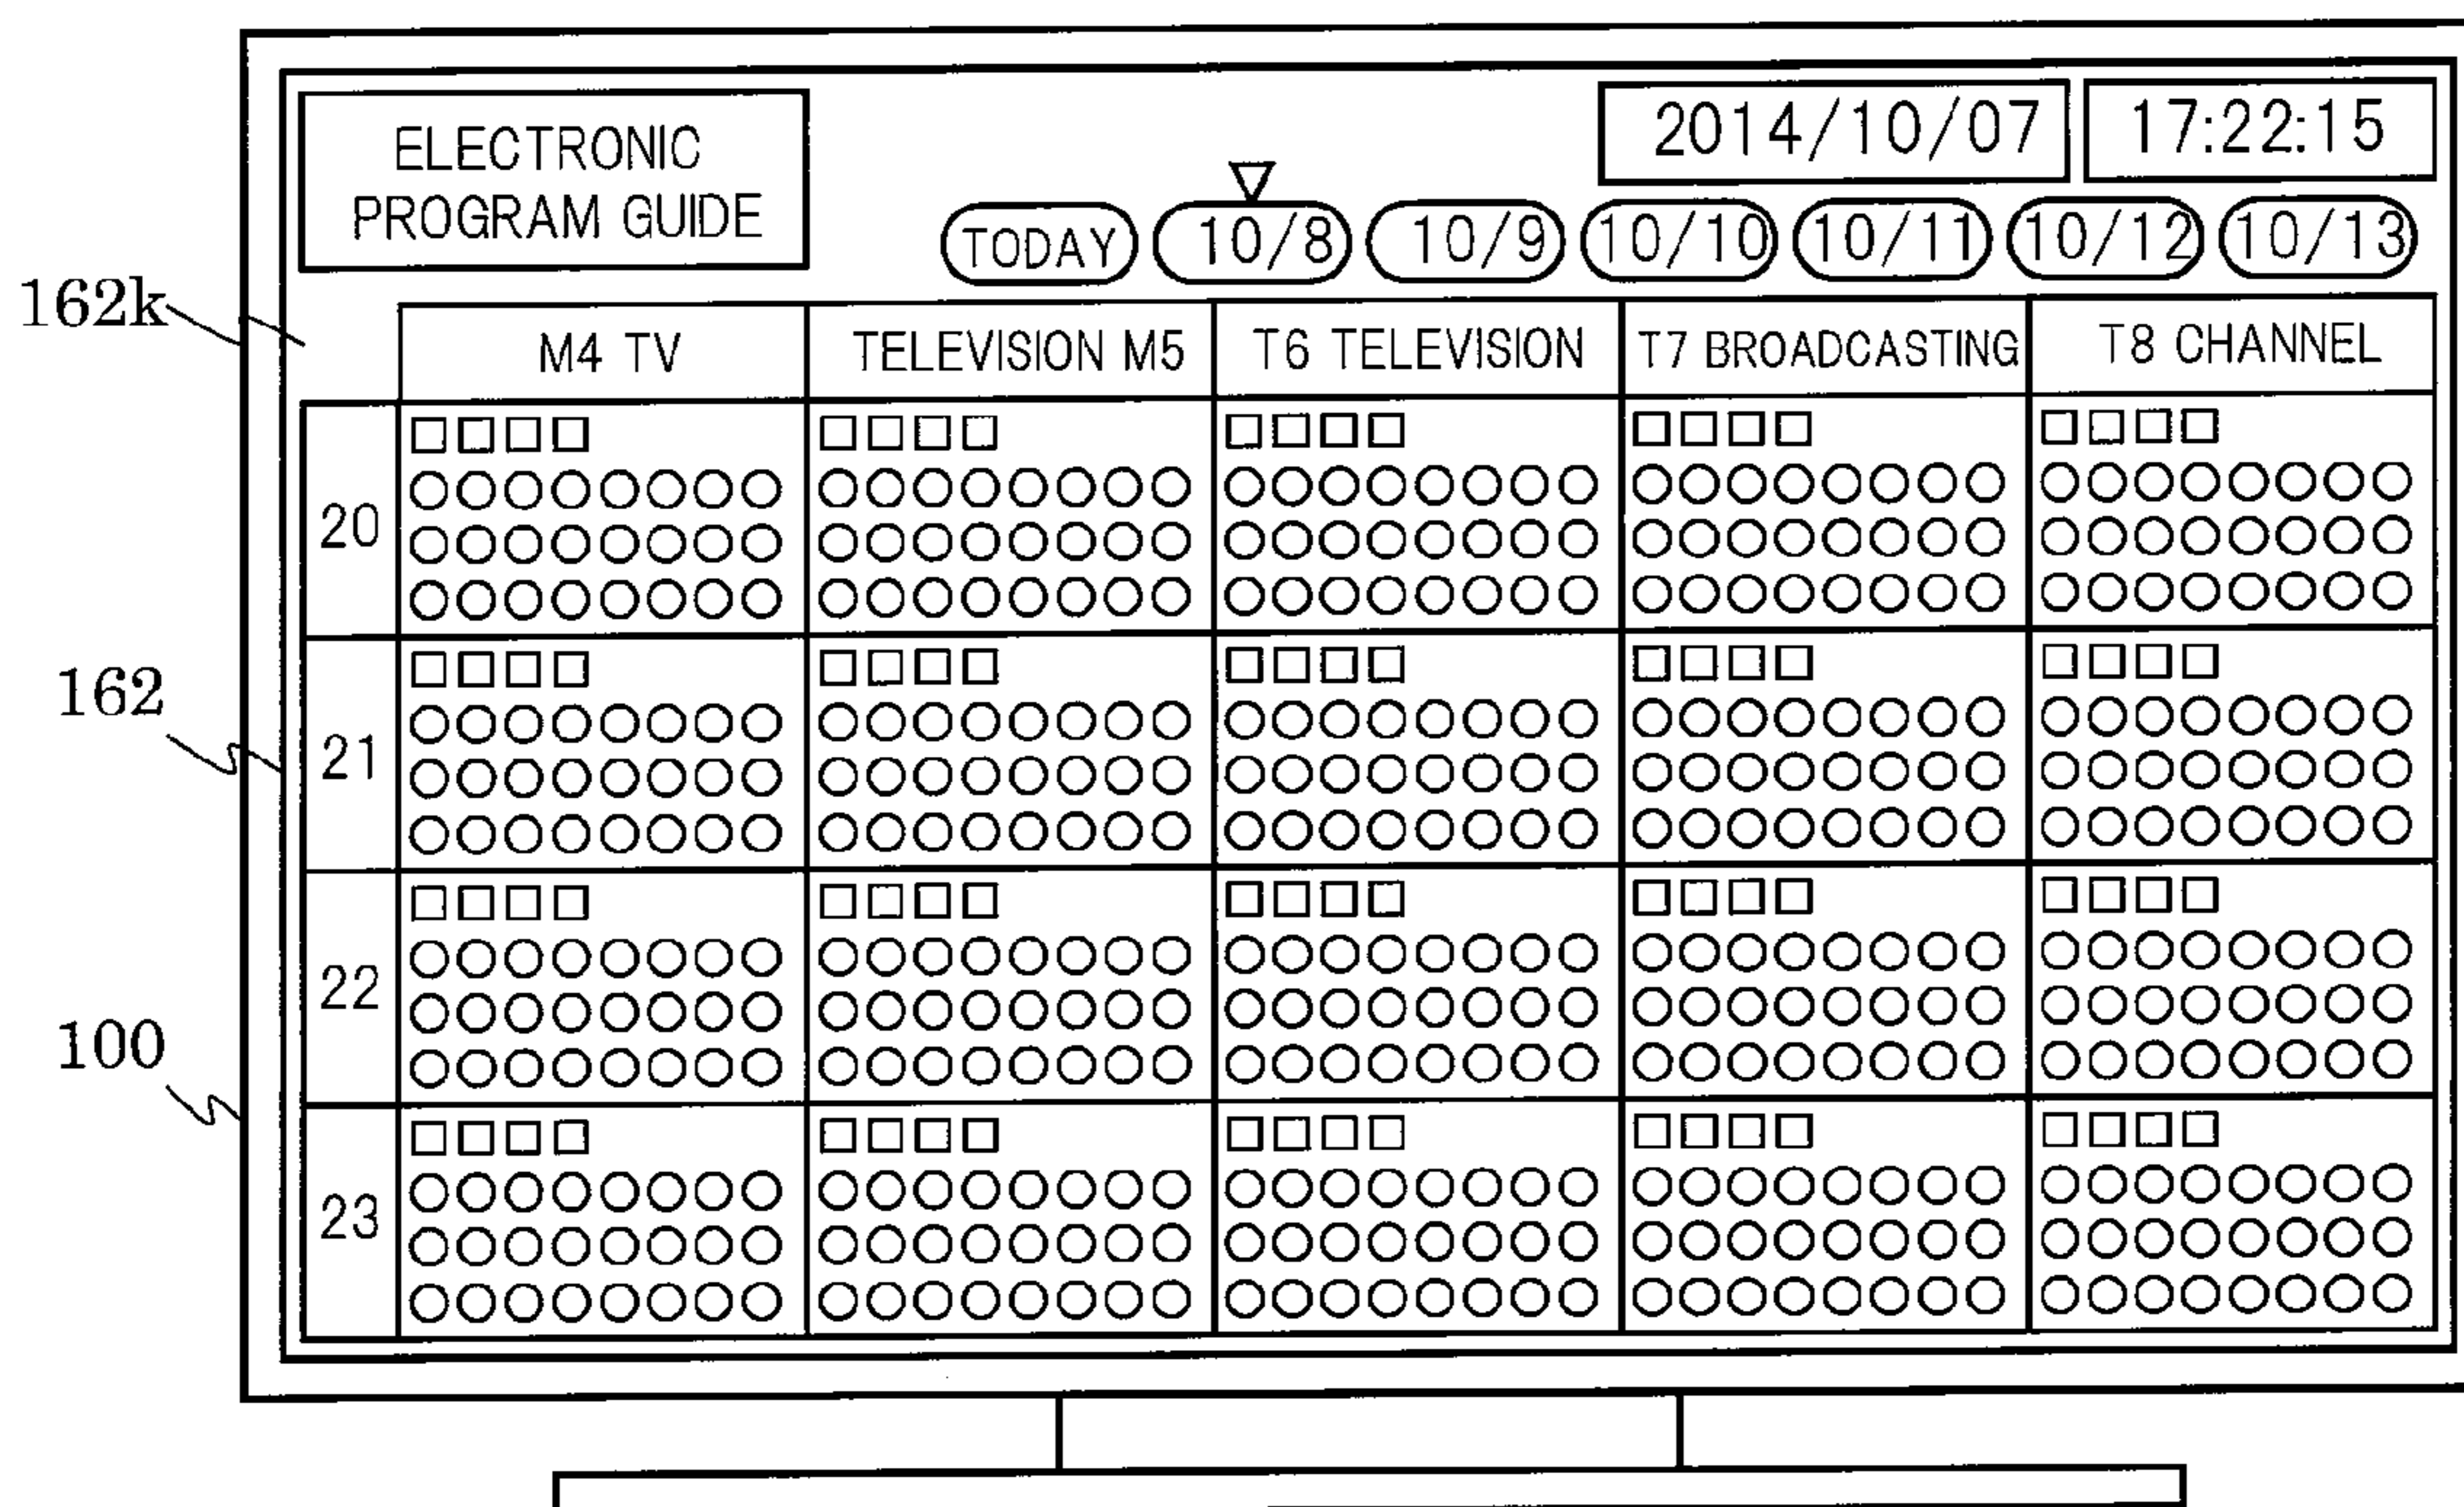 ELECTRONIC
PROGRAM GUIDE
2014/10/07 17:22:15
TODAY 10/8 10/9 10/10 10/11 10/12 10/13
162k
M4 TV TELEVISION M5 T6 TELEVISION T7 BROADCASTING T8 CHANNEL
□□□□ □□□□ □□□□ □□□□ □□□□
○○○○○○○○ ○○○○○○○○ ○○○○○○○○ ○○○○○○○○ ○○○○○○○○
20 ○○○○○○○○ ○○○○○○○○ ○○○○○○○○ ○○○○○○○○ ○○○○○○○○
○○○○○○○○ ○○○○○○○○ ○○○○○○○○ ○○○○○○○○ ○○○○○○○○
162
□□□□ □□□□ □□□□ □□□□ □□□□
○○○○○○○○ ○○○○○○○○ ○○○○○○○○ ○○○○○○○○ ○○○○○○○○
21 ○○○○○○○○ ○○○○○○○○ ○○○○○○○○ ○○○○○○○○ ○○○○○○○○
○○○○○○○○ ○○○○○○○○ ○○○○○○○○ ○○○○○○○○ ○○○○○○○○
□□□□ □□□□ □□□□ □□□□ □□□□
○○○○○○○○ ○○○○○○○○ ○○○○○○○○ ○○○○○○○○ ○○○○○○○○
22 ○○○○○○○○ ○○○○○○○○ ○○○○○○○○ ○○○○○○○○ ○○○○○○○○
100
○○○○○○○○ ○○○○○○○○ ○○○○○○○○ ○○○○○○○○ ○○○○○○○○
□□□□ □□□□ □□□□ □□□□ □□□□
○○○○○○○○ ○○○○○○○○ ○○○○○○○○ ○○○○○○○○ ○○○○○○○○
23 ○○○○○○○○ ○○○○○○○○ ○○○○○○○○ ○○○○○○○○ ○○○○○○○○
○○○○○○○○ ○○○○○○○○ ○○○○○○○○ ○○○○○○○○ ○○○○○○○○